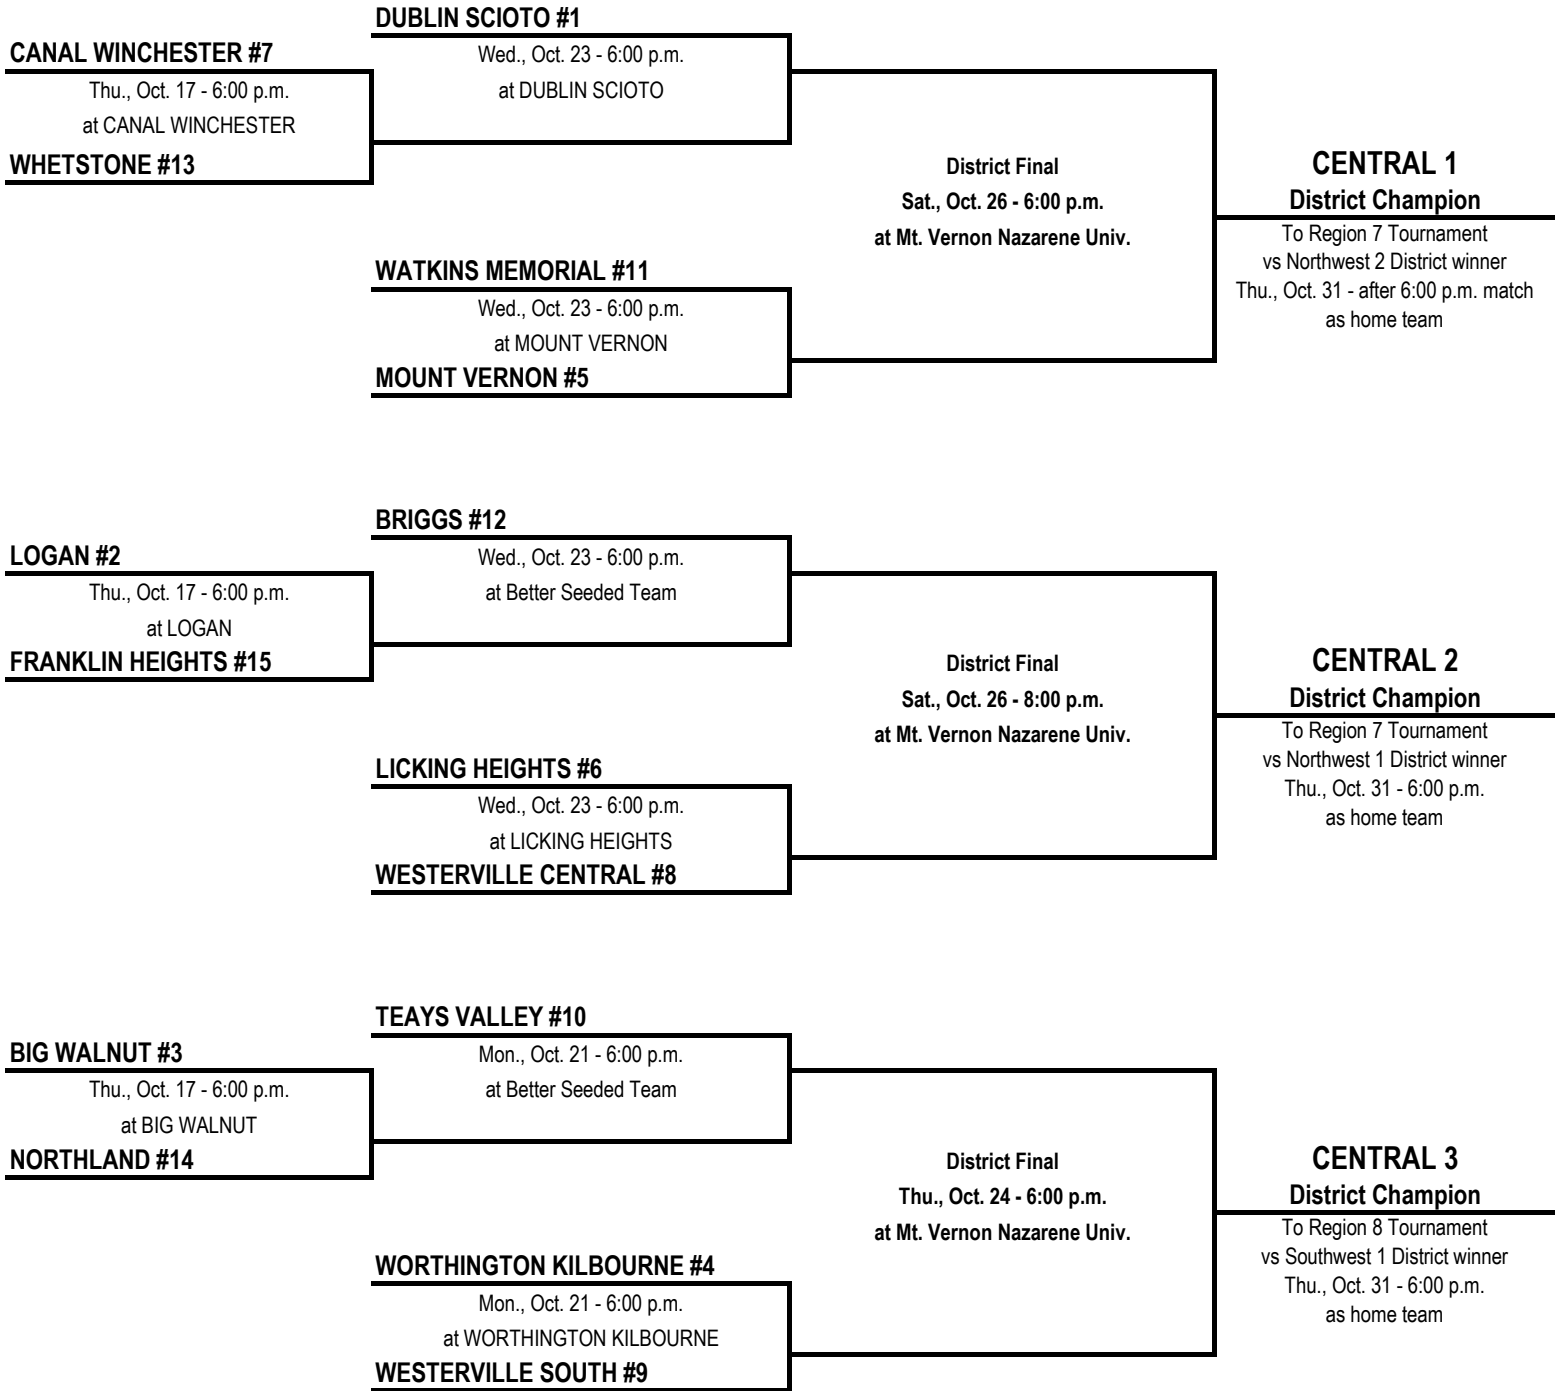 DUBLIN SCIOTO #1
CANAL WINCHESTER #7
Wed., Oct. 23 - 6:00 p.m.
Thu., Oct. 17 - 6:00 p.m.
at DUBLIN SCIOTO
at CANAL WINCHESTER
WHETSTONE #13
District Final
CENTRAL 1
Sat., Oct. 26 - 6:00 p.m.
District Champion
at Mt. Vernon Nazarene Univ.
To Region 7 Tournament
WATKINS MEMORIAL #11
vs Northwest 2 District winner
Wed., Oct. 23 - 6:00 p.m.
Thu., Oct. 31 - after 6:00 p.m. match
at MOUNT VERNON
as home team
MOUNT VERNON #5
BRIGGS #12
LOGAN #2
Wed., Oct. 23 - 6:00 p.m.
Thu., Oct. 17 - 6:00 p.m.
at Better Seeded Team
at LOGAN
FRANKLIN HEIGHTS #15
District Final
CENTRAL 2
Sat., Oct. 26 - 8:00 p.m.
District Champion
at Mt. Vernon Nazarene Univ.
To Region 7 Tournament
LICKING HEIGHTS #6
vs Northwest 1 District winner
Wed., Oct. 23 - 6:00 p.m.
Thu., Oct. 31 - 6:00 p.m.
at LICKING HEIGHTS
as home team
WESTERVILLE CENTRAL #8
TEAYS VALLEY #10
BIG WALNUT #3
Mon., Oct. 21 - 6:00 p.m.
Thu., Oct. 17 - 6:00 p.m.
at Better Seeded Team
at BIG WALNUT
NORTHLAND #14
District Final
CENTRAL 3
Thu., Oct. 24 - 6:00 p.m.
District Champion
at Mt. Vernon Nazarene Univ.
To Region 8 Tournament
WORTHINGTON KILBOURNE #4
vs Southwest 1 District winner
Mon., Oct. 21 - 6:00 p.m.
Thu., Oct. 31 - 6:00 p.m.
at WORTHINGTON KILBOURNE
as home team
WESTERVILLE SOUTH #9